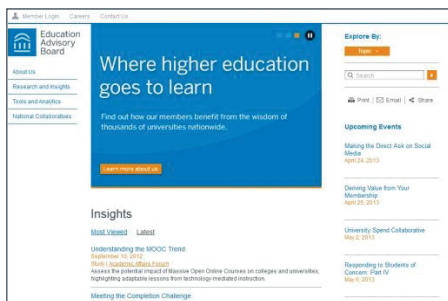 Member Login Careers Contact Us
Education
Advisory
Board
About Us
Research and Insights
Tools and Analytics
National Collaboratives
Where higher education
goes to learn
Find out how our members benefit from the wisdom of
thousands of universities nationwide.
Learn more about us
Insights
Most Viewed Latest
Understanding the MOOC Trend
September 10, 2012
Study | Academic Affairs Forum
Assess the potential impact of Massive Open Online Courses on colleges and universities,
highlighting adaptable lessons from technology-mediated instruction.
Meeting the Completion Challenge
Explore By:
Search
Print | Email | Share
Upcoming Events
Making the Direct Ask on Social
Media
April 24, 2013
Deriving Value from Your
Membership
April 25, 2013
University Spend Collaborative
May 2, 2013
Responding to Students of
Concern: Part IV
May 9, 2013